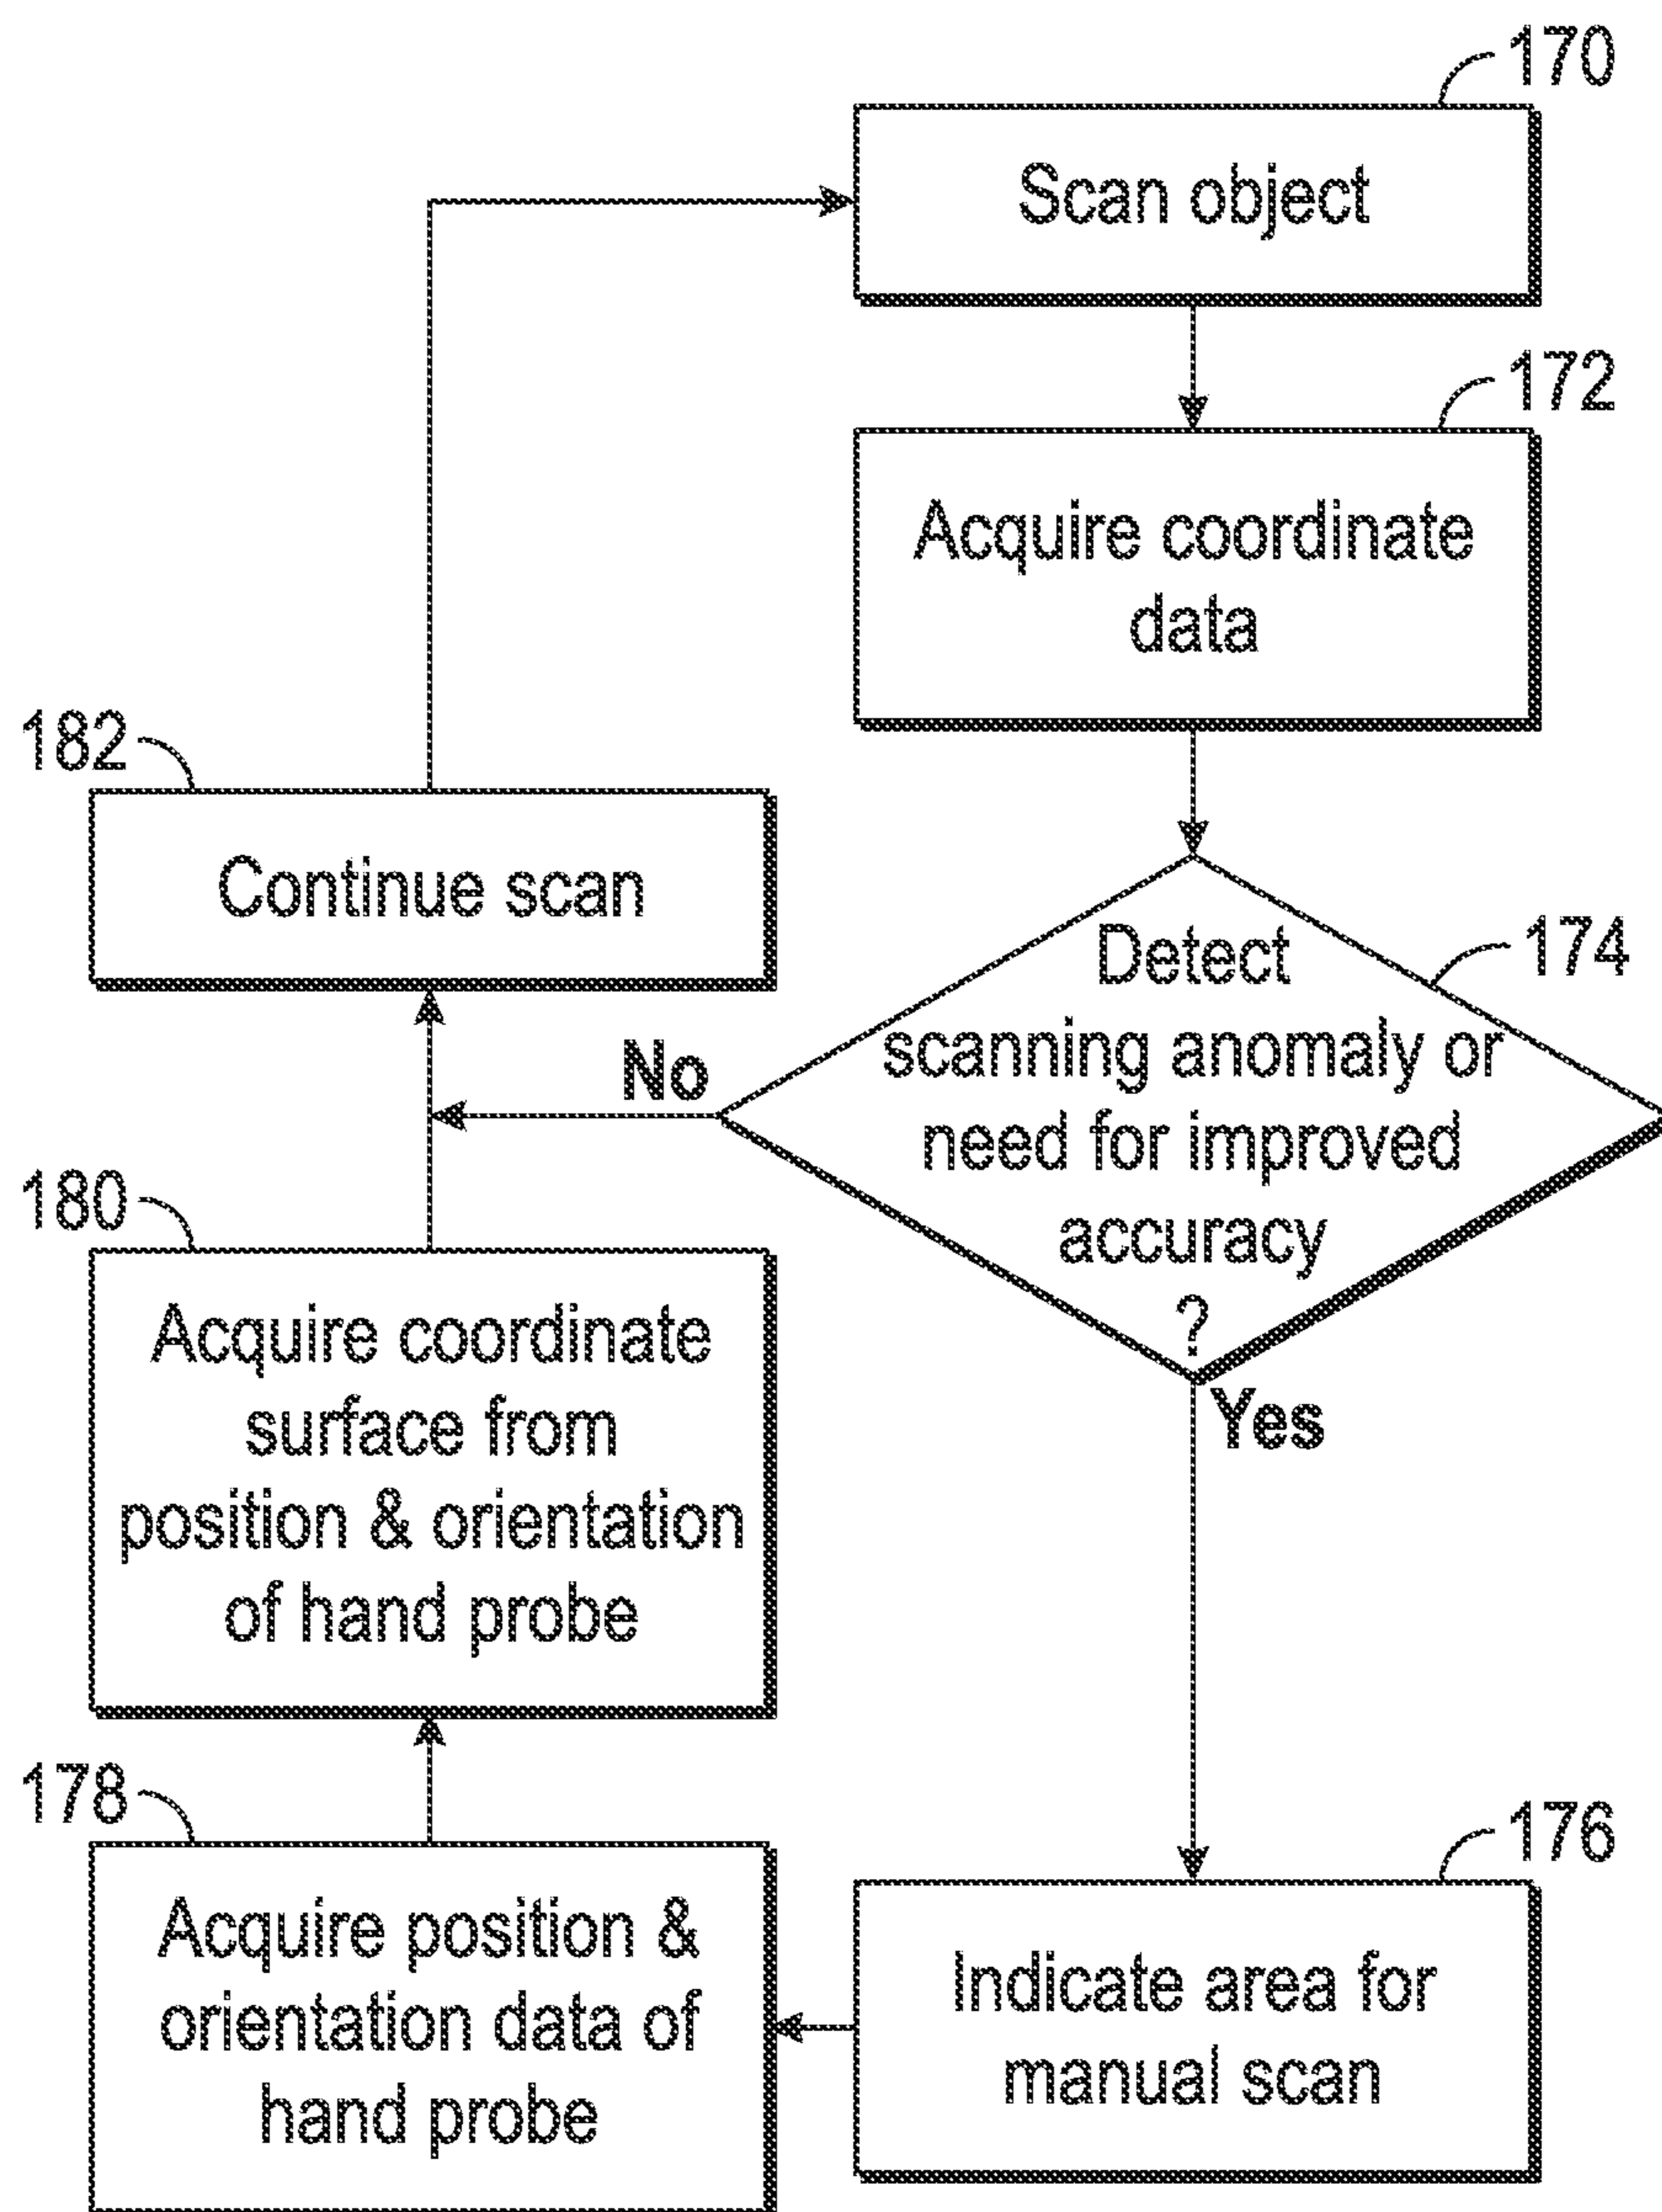 170
Scan object
172
Acquire coordinate
data
174
Detect
scanning anomaly or
need for improved
accuracy
?
No
Yes
176
Indicate area for
manual scan
178
Acquire position &
orientation data of
hand probe
180
Acquire coordinate
surface from
position & orientation
of hand probe
182
Continue scan